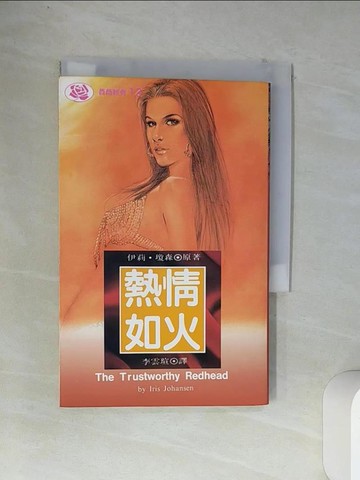 伊莉・瓊森◎原著
熱情
如火
李雲瑄◎譯
The Trustworthy Redhead
by Iris Johansen